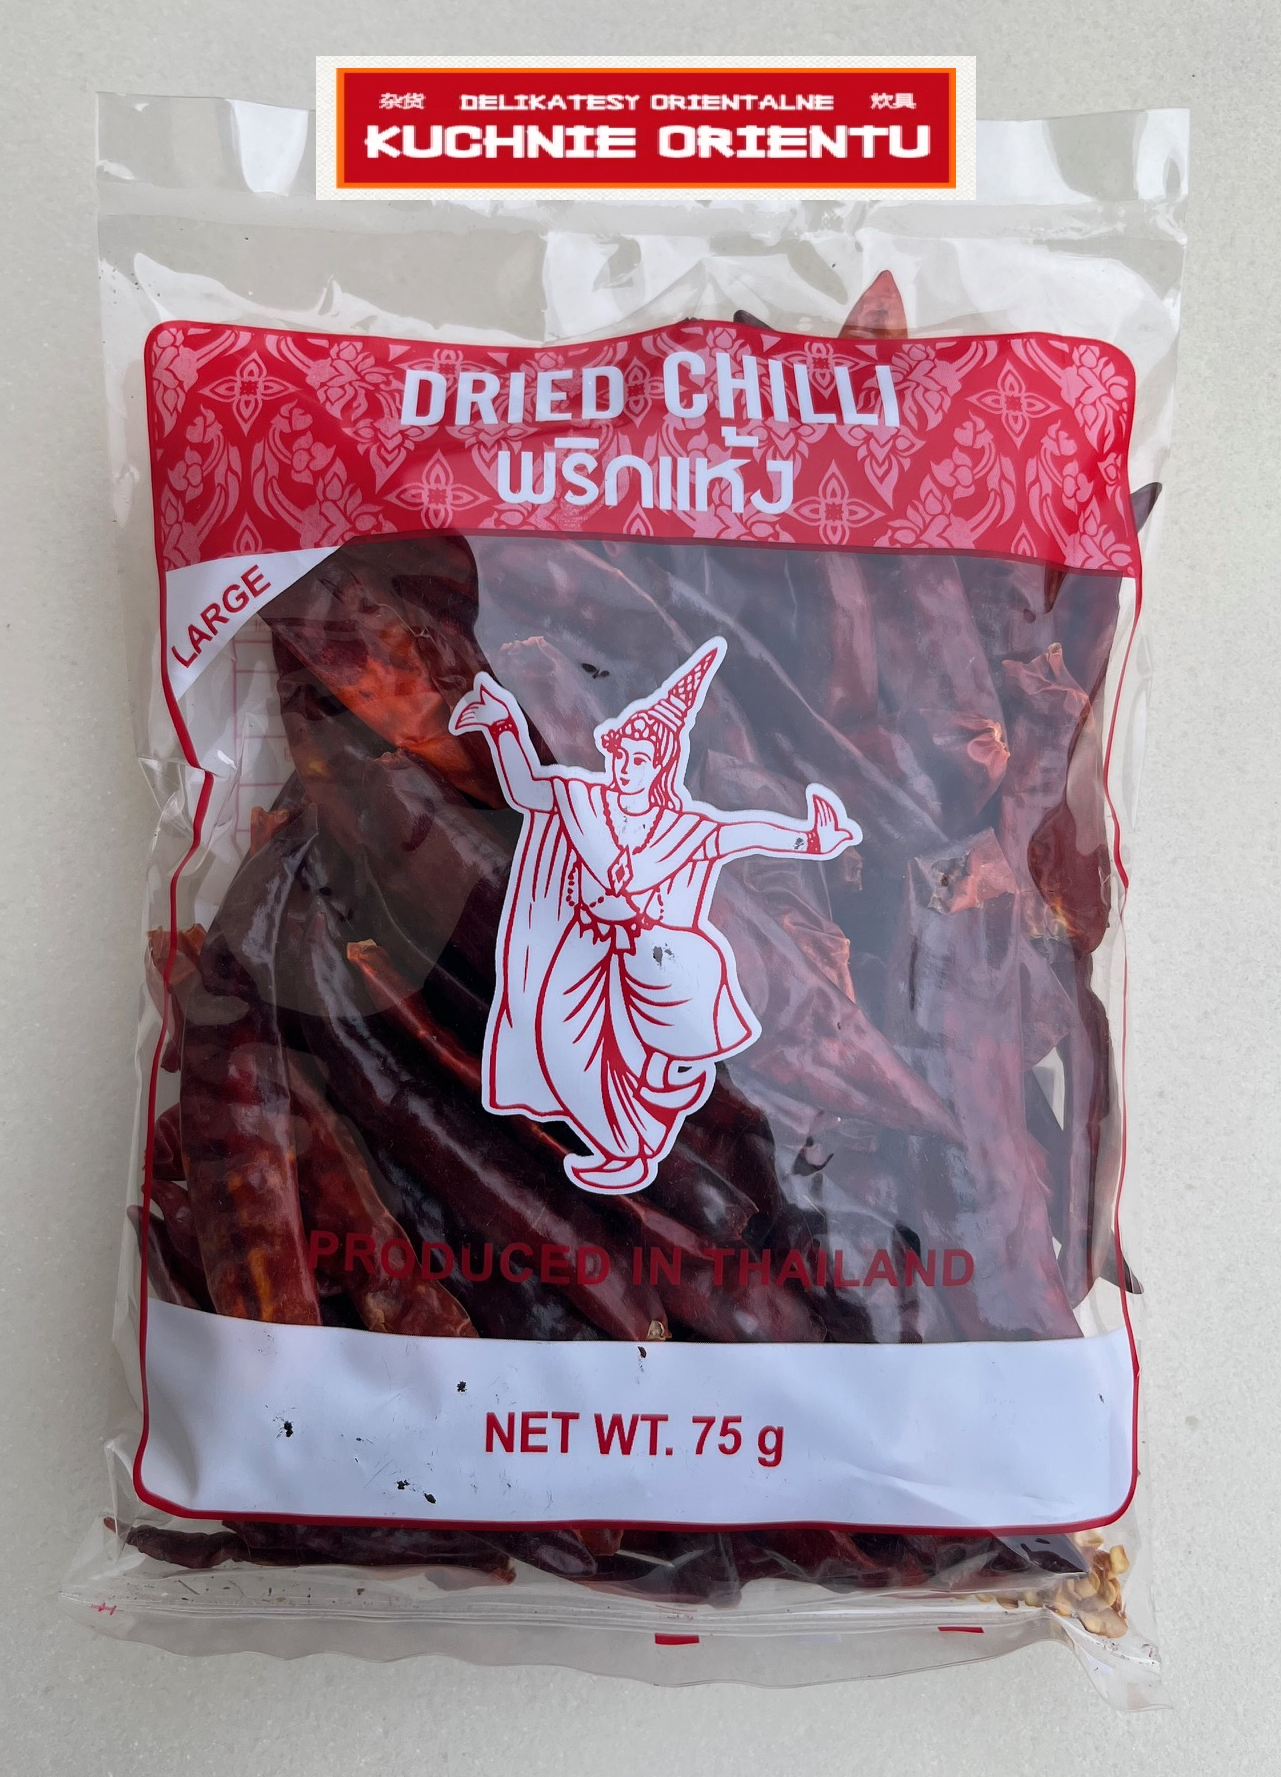 杂货 DELIKATESY ORIENTALNE 炊具
KUCHNIE ORIENTU
DRIED CHILLI
พริกแห้ง
LARGE
PRODUCED IN THAILAND
NET WT. 75 g